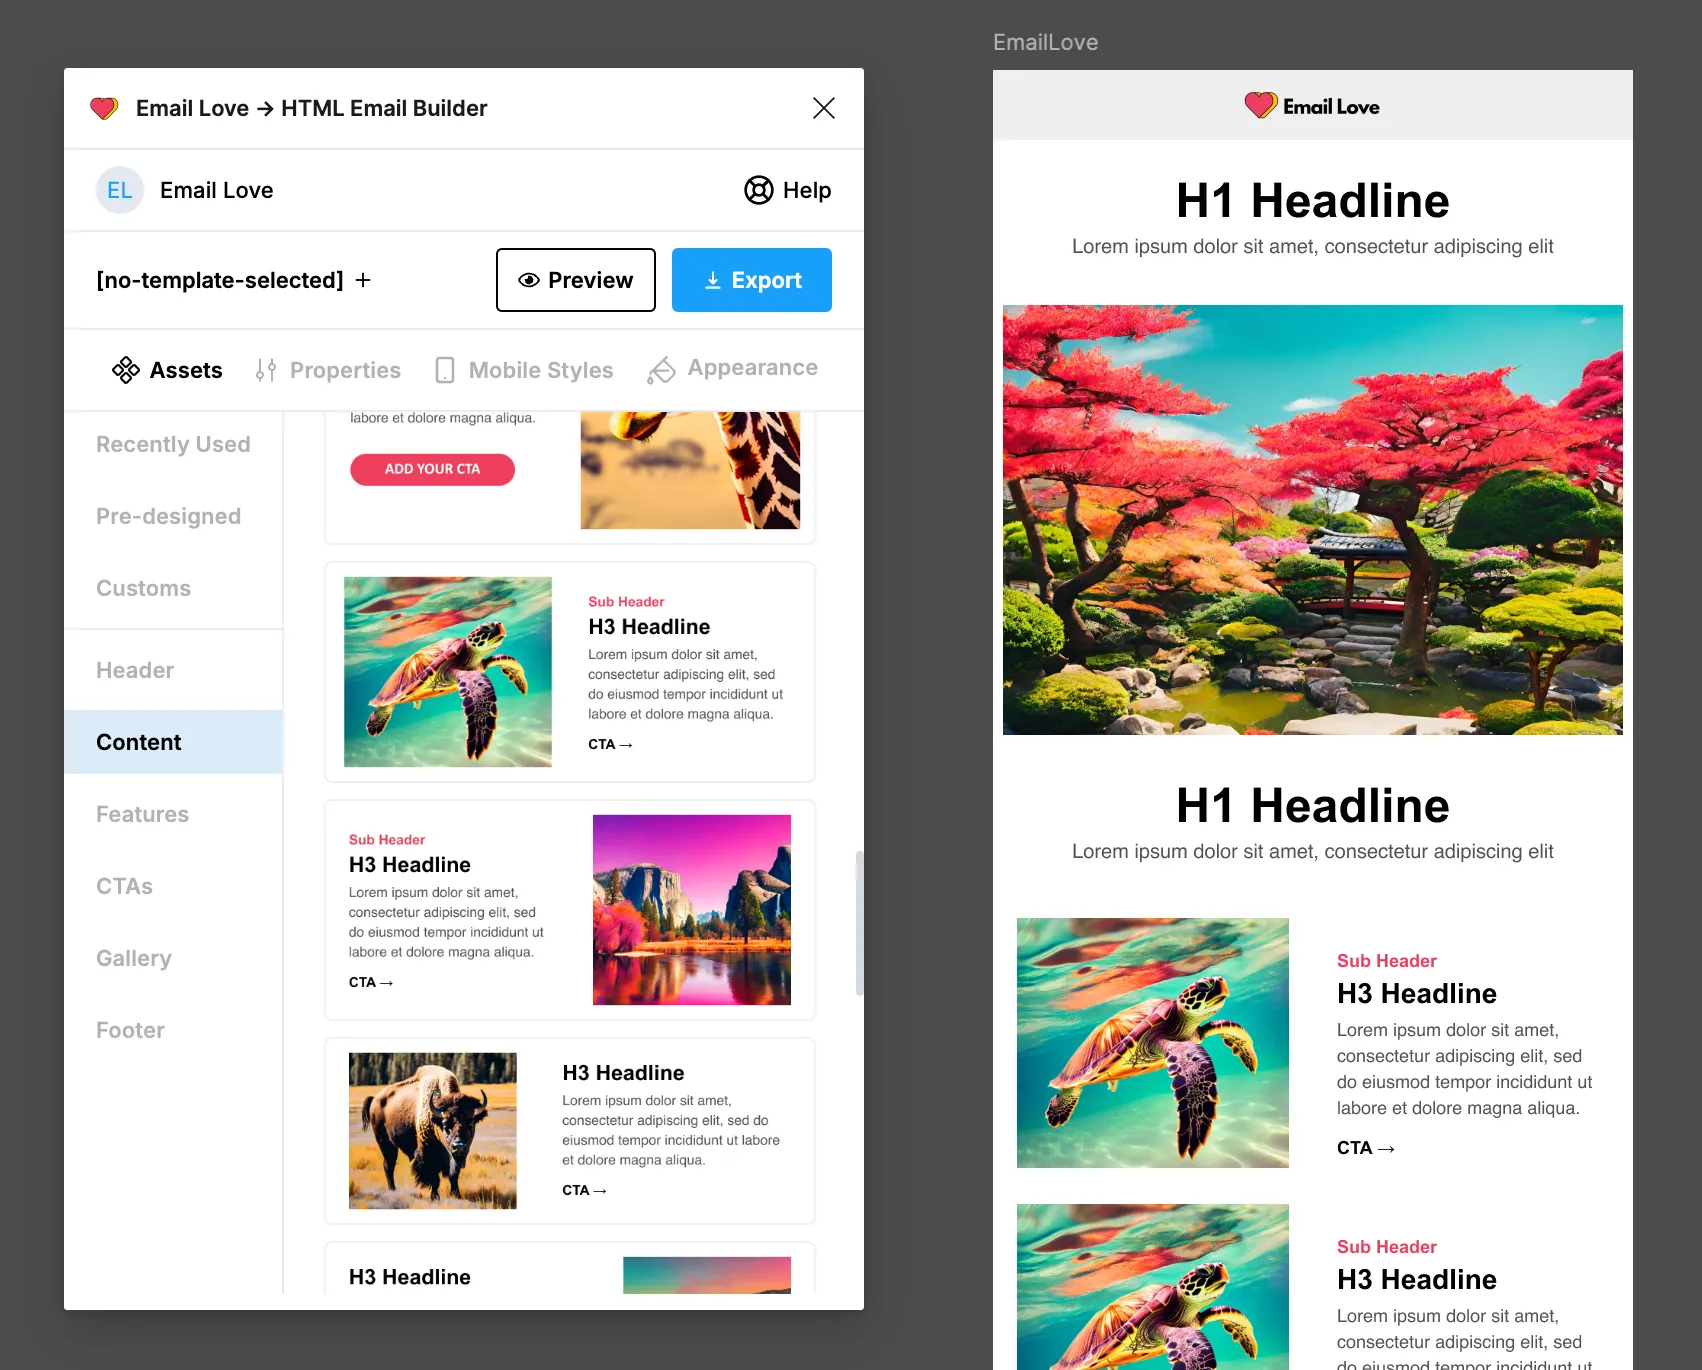 Email Love → HTML Email Builder
EL Email Love
Help
[no-template-selected] +
Preview
Export
Assets
Properties
Mobile Styles
Appearance
Recently Used
Pre-designed
Customs
Header
Content
Features
CTAs
Gallery
Footer
labore et dolore magna aliqua.
ADD YOUR CTA
Sub Header
H3 Headline
Lorem ipsum dolor sit amet,
consectetur adipiscing elit, sed
do eiusmod tempor incididunt ut
labore et dolore magna aliqua.
CTA →
Sub Header
H3 Headline
Lorem ipsum dolor sit amet,
consectetur adipiscing elit, sed
do eiusmod tempor incididunt ut
labore et dolore magna aliqua.
CTA →
H3 Headline
Lorem ipsum dolor sit amet,
consectetur adipiscing elit, sed do
eiusmod tempor incididunt ut labore
et dolore magna aliqua.
CTA →
H3 Headline
EmailLove
Email Love
H1 Headline
Lorem ipsum dolor sit amet, consectetur adipiscing elit
H1 Headline
Lorem ipsum dolor sit amet, consectetur adipiscing elit
Sub Header
H3 Headline
Lorem ipsum dolor sit amet,
consectetur adipiscing elit, sed
do eiusmod tempor incididunt ut
labore et dolore magna aliqua.
CTA →
Sub Header
H3 Headline
Lorem ipsum dolor sit amet,
consectetur adipiscing elit, sed
do eiusmod tempor incididunt ut